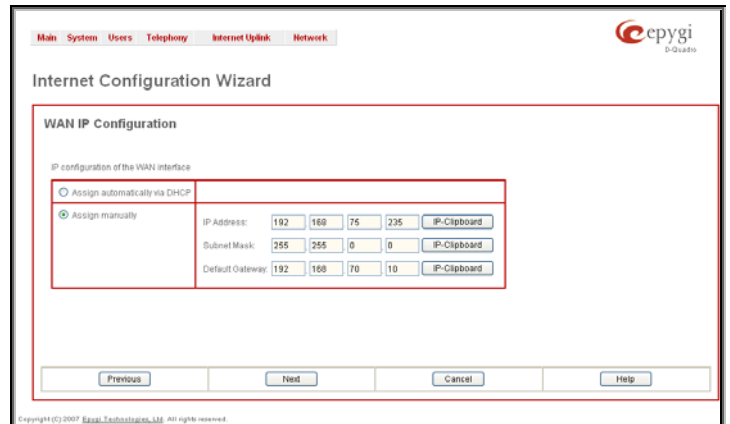 Main System Users Telephony Internet Uplink Network
epygi
D-Quadro
Internet Configuration Wizard
WAN IP Configuration
IP configuration of the WAN interface
Assign automatically via DHCP
Assign manually
IP Address: 192 168 75 235 IP-Clipboard
Subnet Mask: 255 255 0 0 IP-Clipboard
Default Gateway: 192 168 70 10 IP-Clipboard
Previous Next Cancel Help
Copyright (C) 2007 Epygi Technologies, Ltd. All rights reserved.